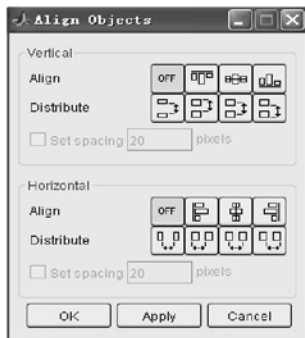 Align Objects
Vertical
Align OFF
Distribute
Set spacing 20 pixels
Horizontal
Align OFF
Distribute
Set spacing 20 pixels
OK Apply Cancel